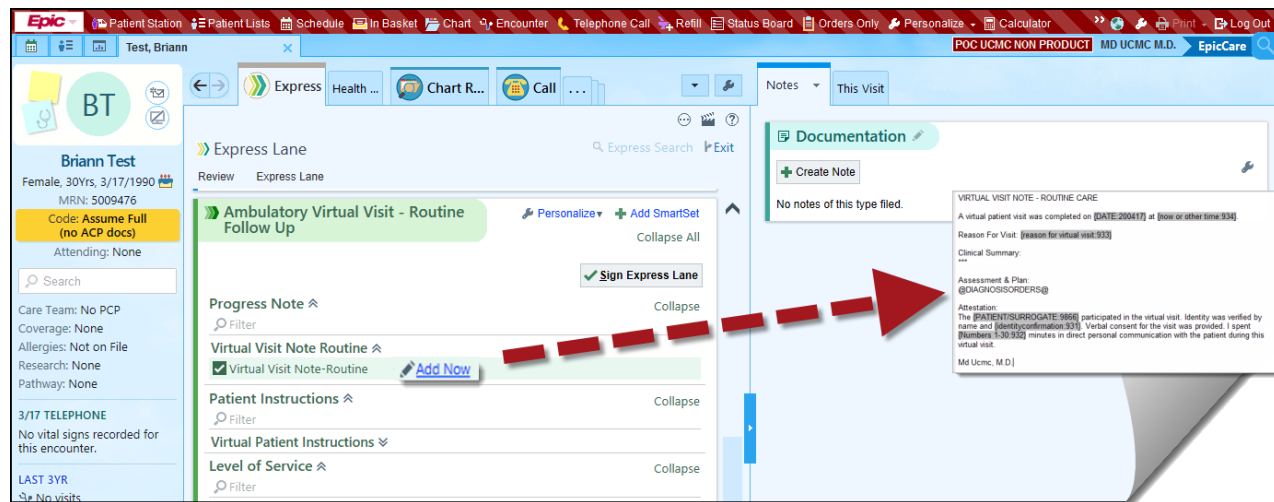 Epic Patient Station Patient Lists Schedule In Basket Chart Encounter Telephone Call Refill Status Board Orders Only Personalize Calculator Print Log Out
Test, Briann POC UCMC NON PRODUCT MD UCMC M.D. EpicCare
BT
Briann Test
Female, 30Yrs, 3/17/1990
MRN: 5009476
Code: Assume Full
(no ACP docs)
Attending: None
Search
Care Team: No PCP
Coverage: None
Allergies: Not on File
Research: None
Pathway: None
3/17 TELEPHONE
No vital signs recorded for
this encounter.
LAST 3YR
No visits
Express Health ... Chart R... Call ...
Express Lane Express Search Exit
Review Express Lane
Ambulatory Virtual Visit - Routine
Follow Up
Personalize Add SmartSet
Collapse All
Sign Express Lane
Progress Note Collapse
Filter
Virtual Visit Note Routine
Virtual Visit Note-Routine Add Now
Patient Instructions Collapse
Filter
Virtual Patient Instructions
Level of Service Collapse
Filter
Notes This Visit
Documentation
Create Note
No notes of this type filed.
VIRTUAL VISIT NOTE - ROUTINE CARE
A virtual patient visit was completed on {DATE:200417} at {now or other time:934}.
Reason For Visit: {reason for virtual visit:933}
Clinical Summary:
***
Assessment & Plan:
@DIAGNOSISORDERS@
Attestation:
The {PATIENT/SURROGATE:9866} participated in the virtual visit. Identity was verified by
name and {identityconfirmation:931}. Verbal consent for the visit was provided. I spent
{Numbers 1-30:932} minutes in direct personal communication with the patient during this
virtual visit.
Md Ucmc, M.D.